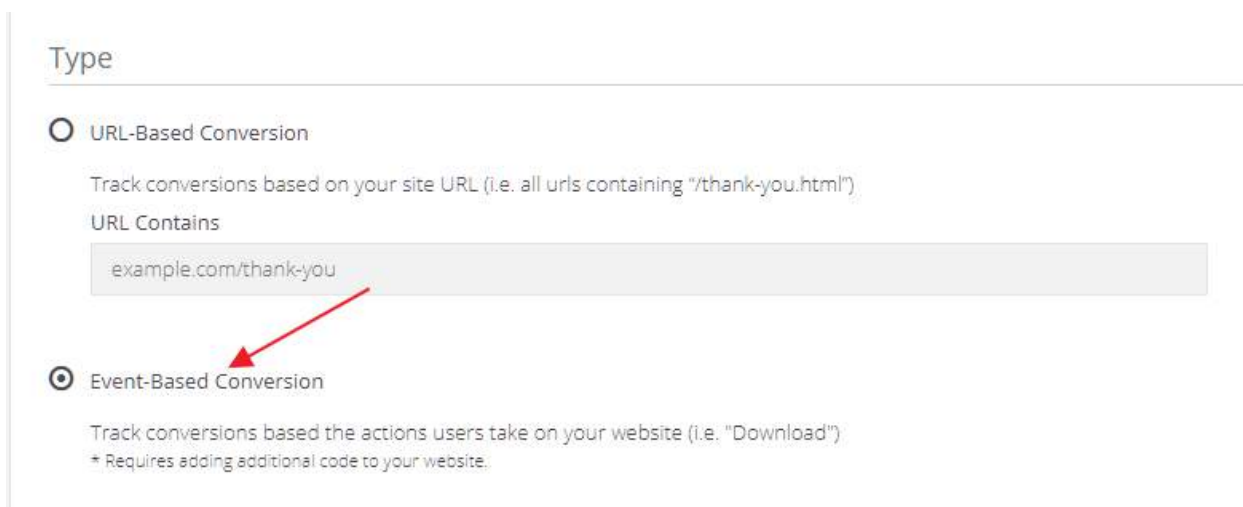 Type
URL-Based Conversion
Track conversions based on your site URL (i.e. all urls containing "/thank-you.html")
URL Contains
example.com/thank-you
Event-Based Conversion
Track conversions based the actions users take on your website (i.e. "Download")
* Requires adding additional code to your website.